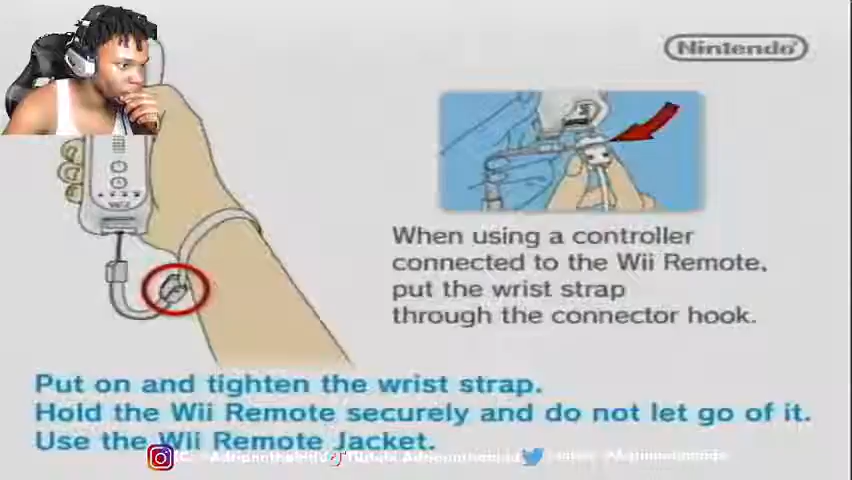 Nintendo
Wii
When using a controller
connected to the Wii Remote,
put the wrist strap
through the connector hook.
Put on and tighten the wrist strap.
Hold the Wii Remote securely and do not let go of it.
Use the Wii Remote Jacket.